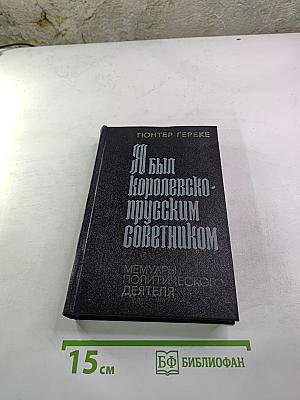 ГЮНТЕР ГЕРЕКЕ
Я был
королевско-
прусским
советником
МЕМУАРЫ
ПОЛИТИЧЕСКОГО
ДЕЯТЕЛЯ
15 см
БФ БИБЛИОФАН